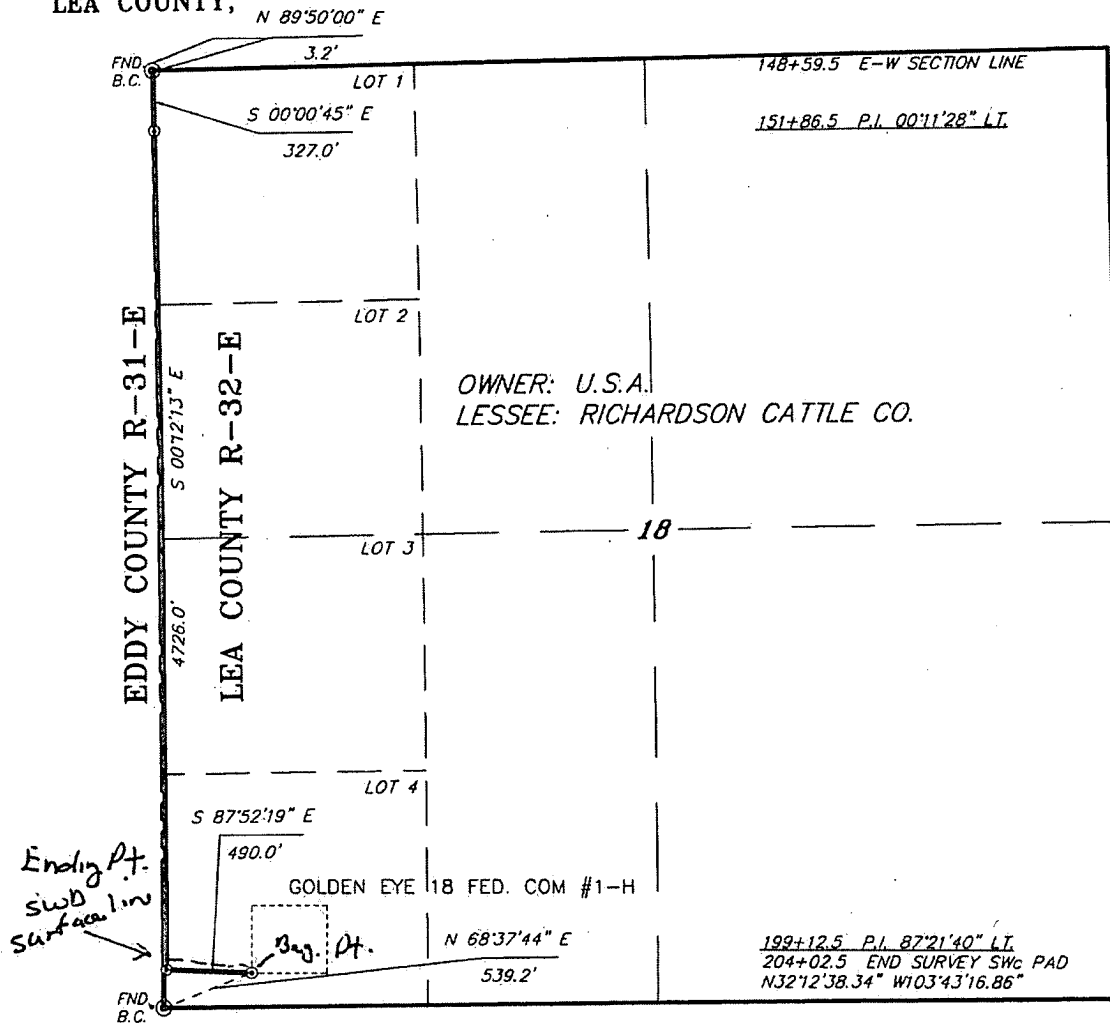 LEA COUNTY,
N 89°50'00" E
3.2'
FND.
B.C.
LOT 1
148+59.5 E-W SECTION LINE
S 00°00'45" E
327.0'
151+86.5 P.I. 00°11'28" LT.
LOT 2
EDDY COUNTY R-31-E
S 00°12'13" E
LEA COUNTY R-32-E
OWNER: U.S.A.
LESSEE: RICHARDSON CATTLE CO.
18
LOT 3
4726.0'
LOT 4
S 87°52'19" E
490.0'
Ending Pt.
SWD
Surface line
GOLDEN EYE 18 FED. COM #1-H
Beg. Pt.
N 68°37'44" E
539.2'
199+12.5 P.I. 87°21'40" LT.
204+02.5 END SURVEY SWc PAD
N32°12'38.34" W103°43'16.86"
FND.
B.C.